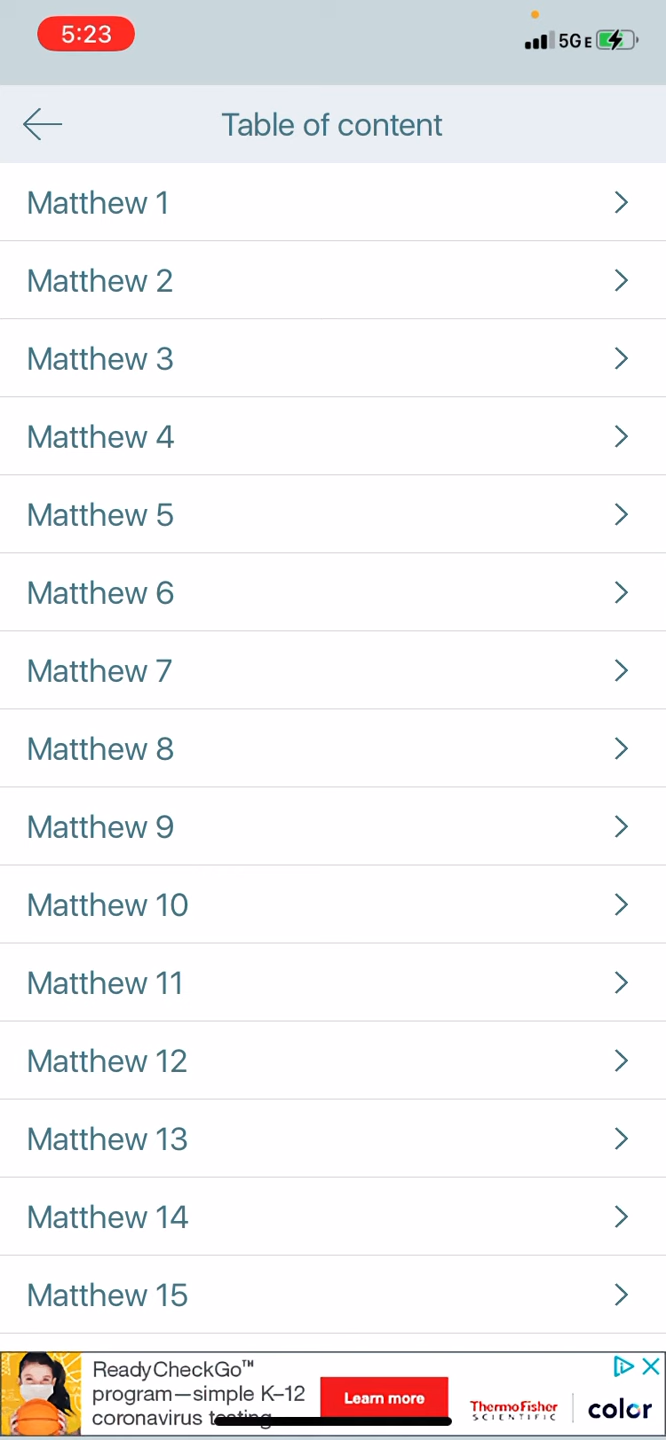 5:23
5GE
Table of content
Matthew 1
Matthew 2
Matthew 3
Matthew 4
Matthew 5
Matthew 6
Matthew 7
Matthew 8
Matthew 9
Matthew 10
Matthew 11
Matthew 12
Matthew 13
Matthew 14
Matthew 15
ReadyCheckGo™
program—simple K–12
coronavirus testing
Learn more
ThermoFisher
SCIENTIFIC
color